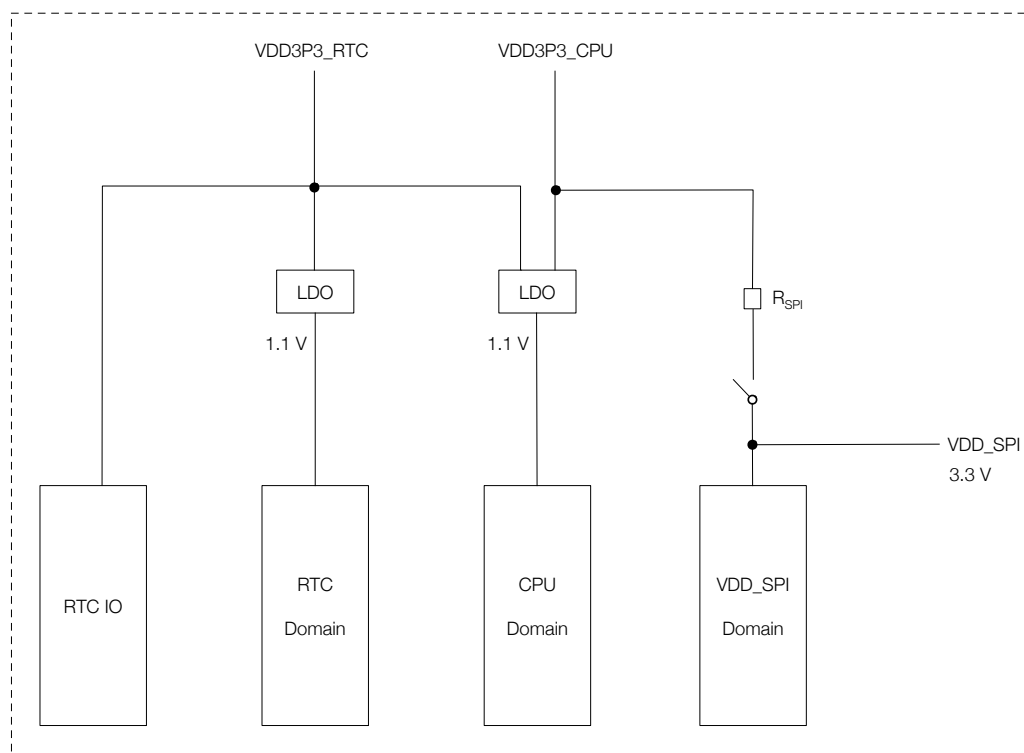 VDD3P3_RTC
VDD3P3_CPU
LDO
LDO
RSPI
1.1 V
1.1 V
VDD_SPI
3.3 V
RTC IO
RTC
Domain
CPU
Domain
VDD_SPI
Domain